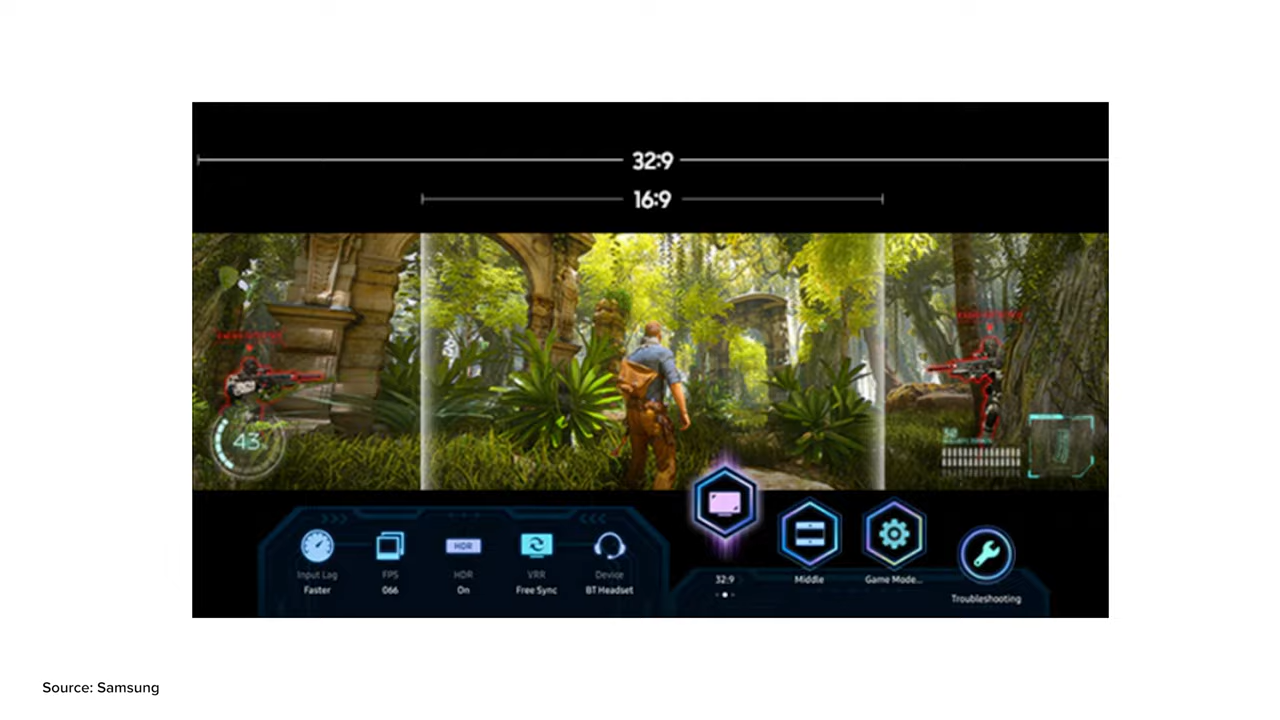 32:9
16:9
43
Input Lag
Faster
FPS
066
HDR
HDR
On
VRR
Free Sync
Device
BT Headset
32:9
Middle
Game Mode...
Troubleshooting
Source: Samsung